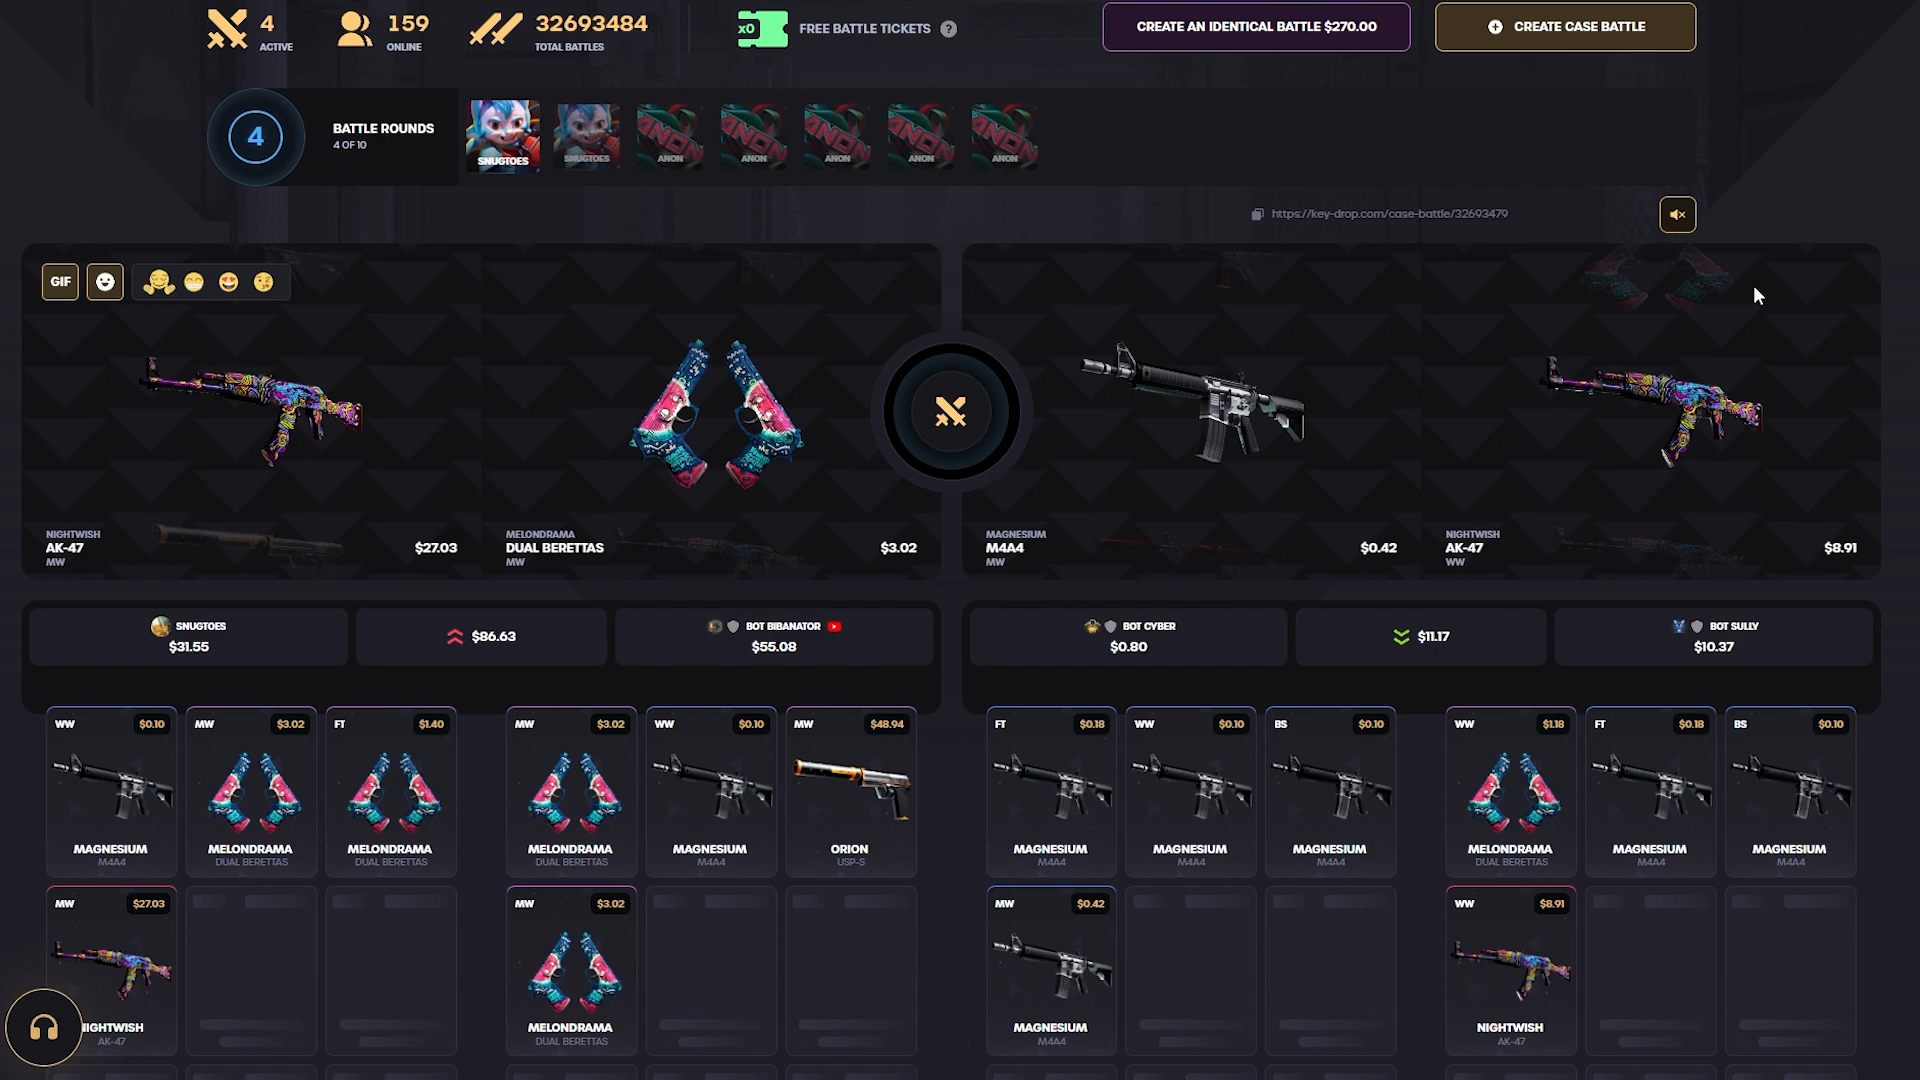 4
ACTIVE
159
ONLINE
32693484
TOTAL BATTLES
x0
FREE BATTLE TICKETS ?
CREATE AN IDENTICAL BATTLE $270.00
CREATE CASE BATTLE
4
BATTLE ROUNDS
4 OF 10
SNUGTOES
SNUGTOES
ANON
ANON
ANON
ANON
ANON
https://key-drop.com/case-battle/32693479
GIF
NIGHTWISH
AK-47
MW
$27.03
MELONDRAMA
DUAL BERETTAS
MW
$3.02
MAGNESIUM
M4A4
MW
$0.42
NIGHTWISH
AK-47
WW
$8.91
SNUGTOES
$31.55
$86.63
BOT BIBANATOR
$55.08
BOT CYBER
$0.80
$11.17
BOT SULLY
$10.37
WW $0.10
MAGNESIUM
M4A4
MW $3.02
MELONDRAMA
DUAL BERETTAS
FT $1.40
MELONDRAMA
DUAL BERETTAS
MW $3.02
MELONDRAMA
DUAL BERETTAS
WW $0.10
MAGNESIUM
M4A4
MW $48.94
ORION
USP-S
FT $0.18
MAGNESIUM
M4A4
WW $0.10
MAGNESIUM
M4A4
BS $0.10
MAGNESIUM
M4A4
WW $1.18
MELONDRAMA
DUAL BERETTAS
FT $0.18
MAGNESIUM
M4A4
BS $0.10
MAGNESIUM
M4A4
MW $27.03
NIGHTWISH
AK-47
MW $3.02
MELONDRAMA
DUAL BERETTAS
MW $0.42
MAGNESIUM
M4A4
WW $8.91
NIGHTWISH
AK-47